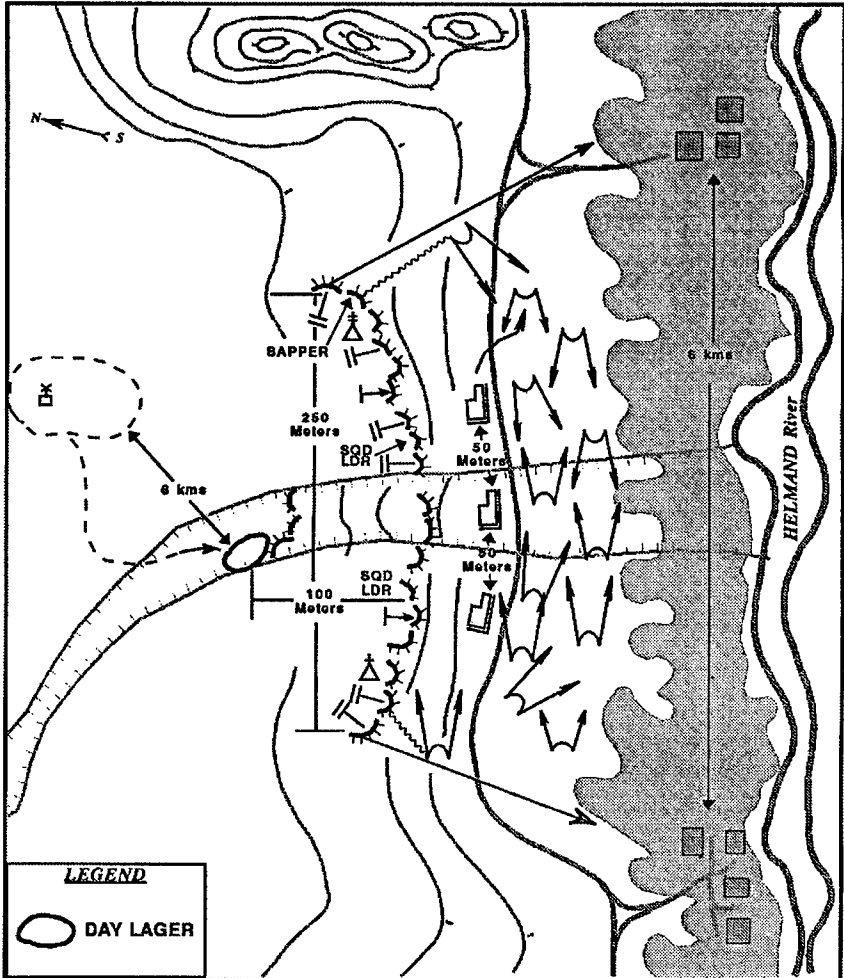 N
S
SAPPER
250
Meters
SQD
LDR
50
Meters
6 kms
6 kms
HELMAND River
50
Meters
SQD
LDR
100
Meters
LEGEND
DAY LAGER